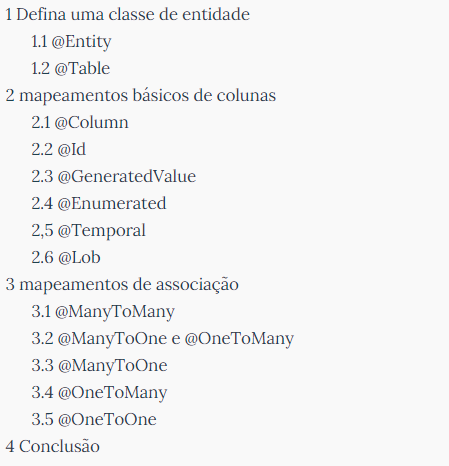 1 Defina uma classe de entidade
1.1 @Entity
1.2 @Table
2 mapeamentos básicos de colunas
2.1 @Column
2.2 @Id
2.3 @GeneratedValue
2.4 @Enumerated
2,5 @Temporal
2.6 @Lob
3 mapeamentos de associação
3.1 @ManyToMany
3.2 @ManyToOne e @OneToMany
3.3 @ManyToOne
3.4 @OneToMany
3.5 @OneToOne
4 Conclusão